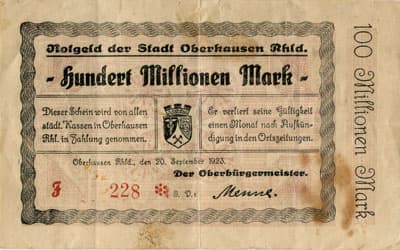 Notgeld der Stadt Oberhausen Rhld.
- Hundert Millionen Mark -
Dieser Schein wird von allen
städt. Kassen in Oberhausen
Rhl. in Zahlung genommen.
Er verliert seine Gültigkeit
einen Monat nach Aufkün-
digung in den Ortszeitungen.
Oberhausen Rhld., den 20. September 1923.
Der Oberbürgermeister.
J 228 S. V.:
100 Millionen Mark